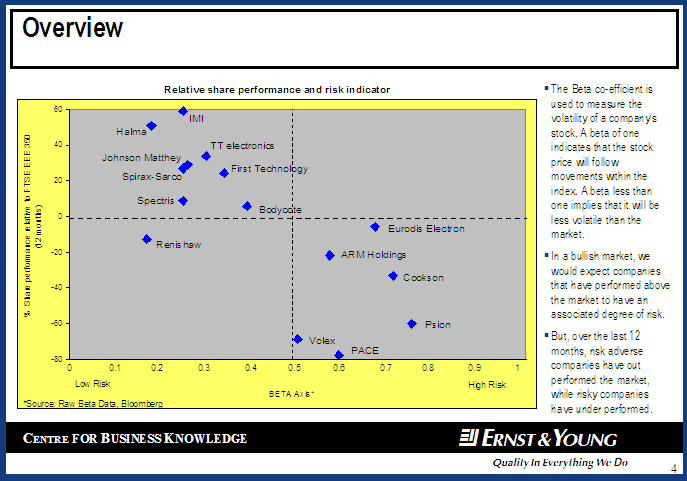 Overview
Relative share performance and risk indicator
% Share performance relative to FTSE EEE 350
(12 months)
60
40
20
0
-20
-40
-60
-80
IMI
Halma
TT electronics
Johnson Matthey
First Technology
Spirax-Sarco
Spectris
Bodycote
Eurodis Electron
Renishaw
ARM Holdings
Cookson
Psion
Volex
PACE
0 0.1 0.2 0.3 0.4 0.5 0.6 0.7 0.8 0.9 1
Low Risk
High Risk
BETA Axis*
*Source: Raw Beta Data, Bloomberg
The Beta co-efficient is
used to measure the
volatility of a company's
stock. A beta of one
indicates that the stock
price will follow
movements within the
index. A beta less than
one implies that it will be
less volatile than the
market.
In a bullish market, we
would expect companies
that have performed above
the market to have an
associated degree of risk.
But, over the last 12
months, risk adverse
companies have out
performed the market,
while risky companies
have under performed.
CENTRE FOR BUSINESS KNOWLEDGE
ERNST & YOUNG
Quality In Everything We Do
4